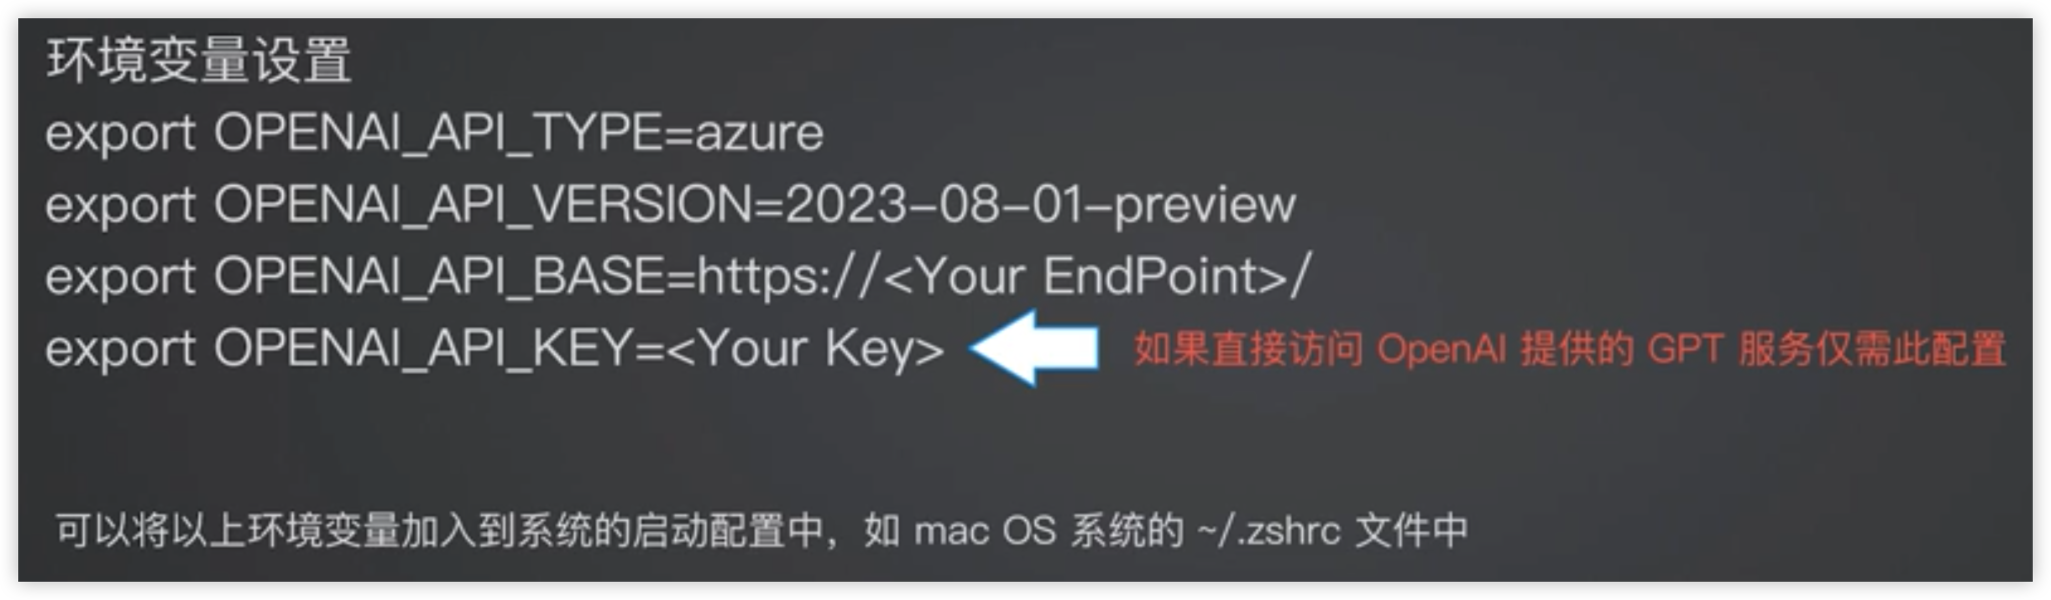 环境变量设置
export OPENAI_API_TYPE=azure
export OPENAI_API_VERSION=2023-08-01-preview
export OPENAI_API_BASE=https://<Your EndPoint>/
export OPENAI_API_KEY=<Your Key> 如果直接访问 OpenAI 提供的 GPT 服务仅需此配置
可以将以上环境变量加入到系统的启动配置中，如 mac OS 系统的 ~/.zshrc 文件中